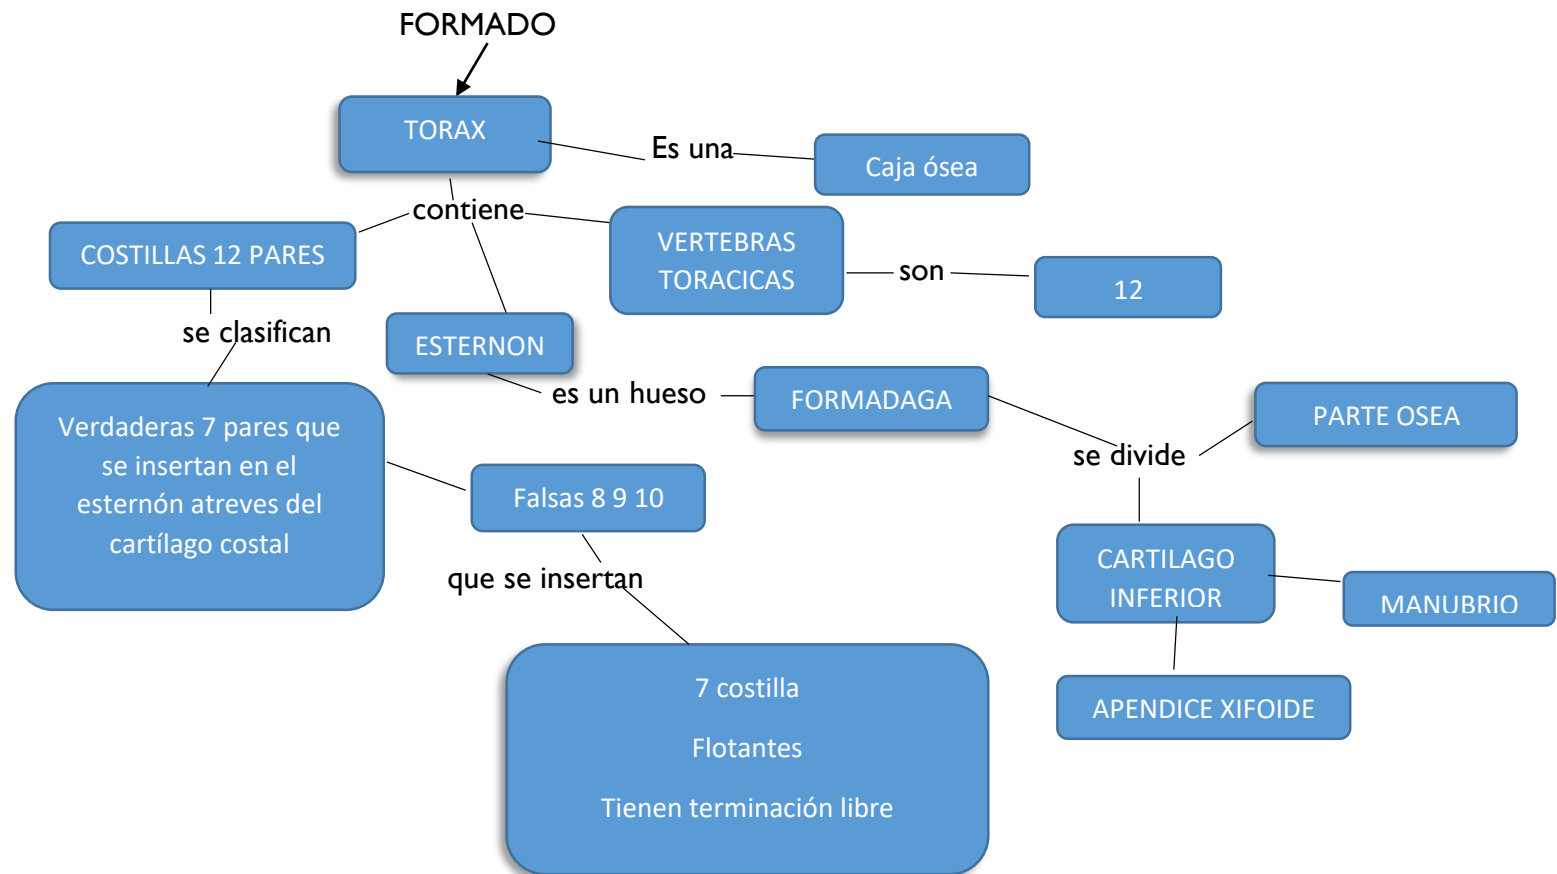 FORMADO
TORAX
Es una
Caja ósea
contiene
COSTILLAS 12 PARES
VERTEBRAS
TORACICAS
son
12
se clasifican
ESTERNON
es un hueso
FORMADAGA
PARTE OSEA
se divide
Verdaderas 7 pares que
se insertan en el
esternón atreves del
cartílago costal
Falsas 8 9 10
que se insertan
CARTILAGO
INFERIOR
MANUBRIO
APENDICE XIFOIDE
7 costilla
Flotantes
Tienen terminación libre